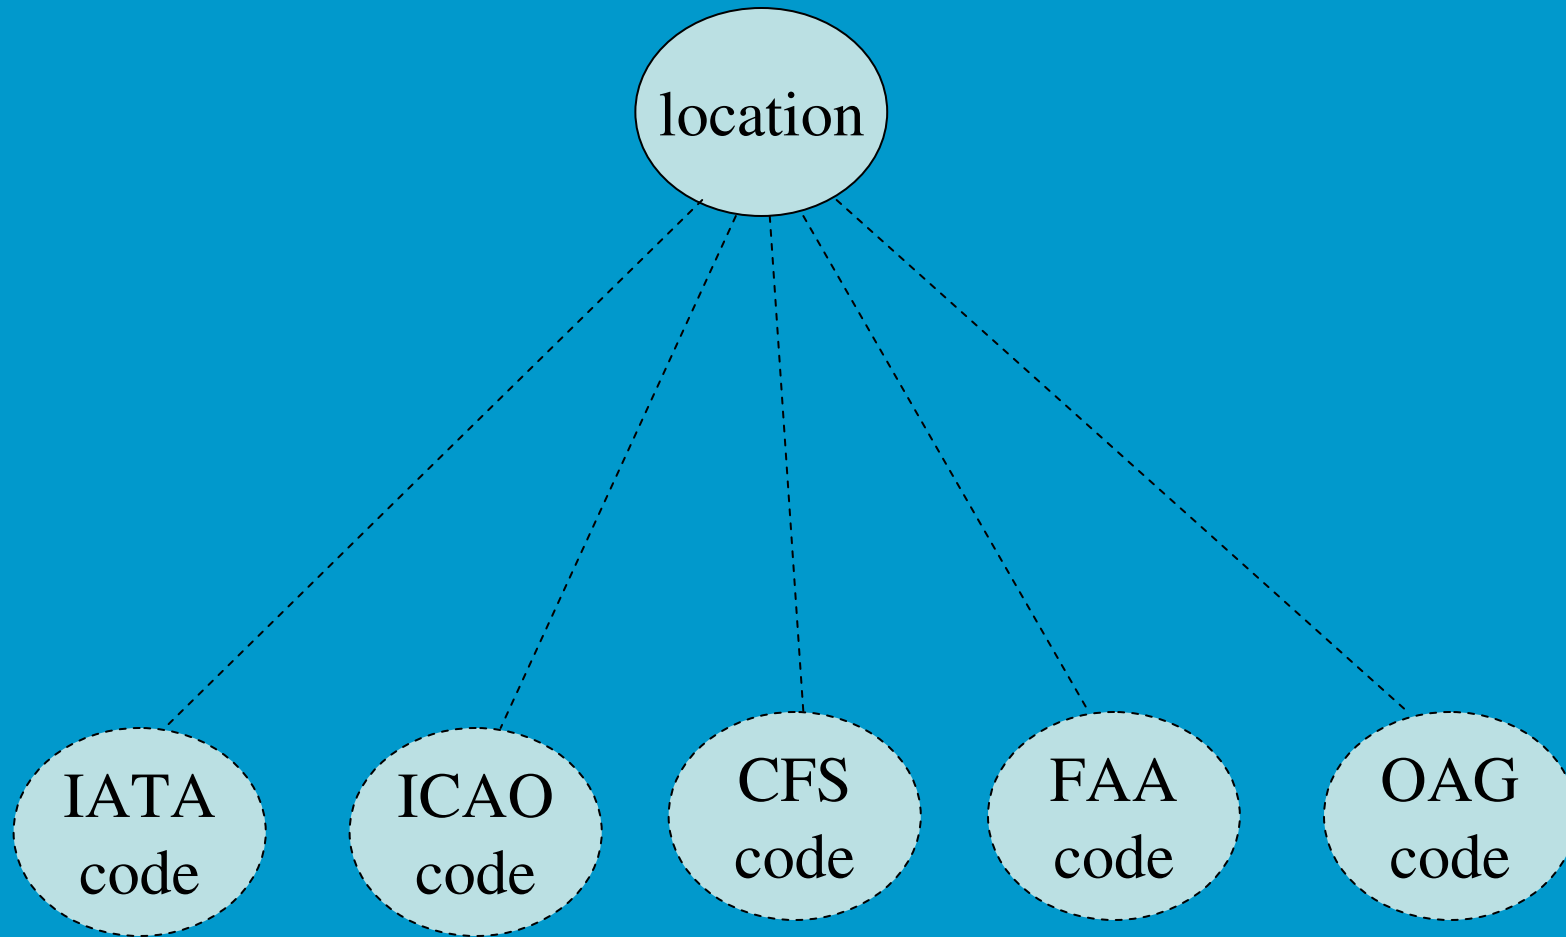 location
IATA
code
ICAO
code
CFS
code
FAA
code
OAG
code